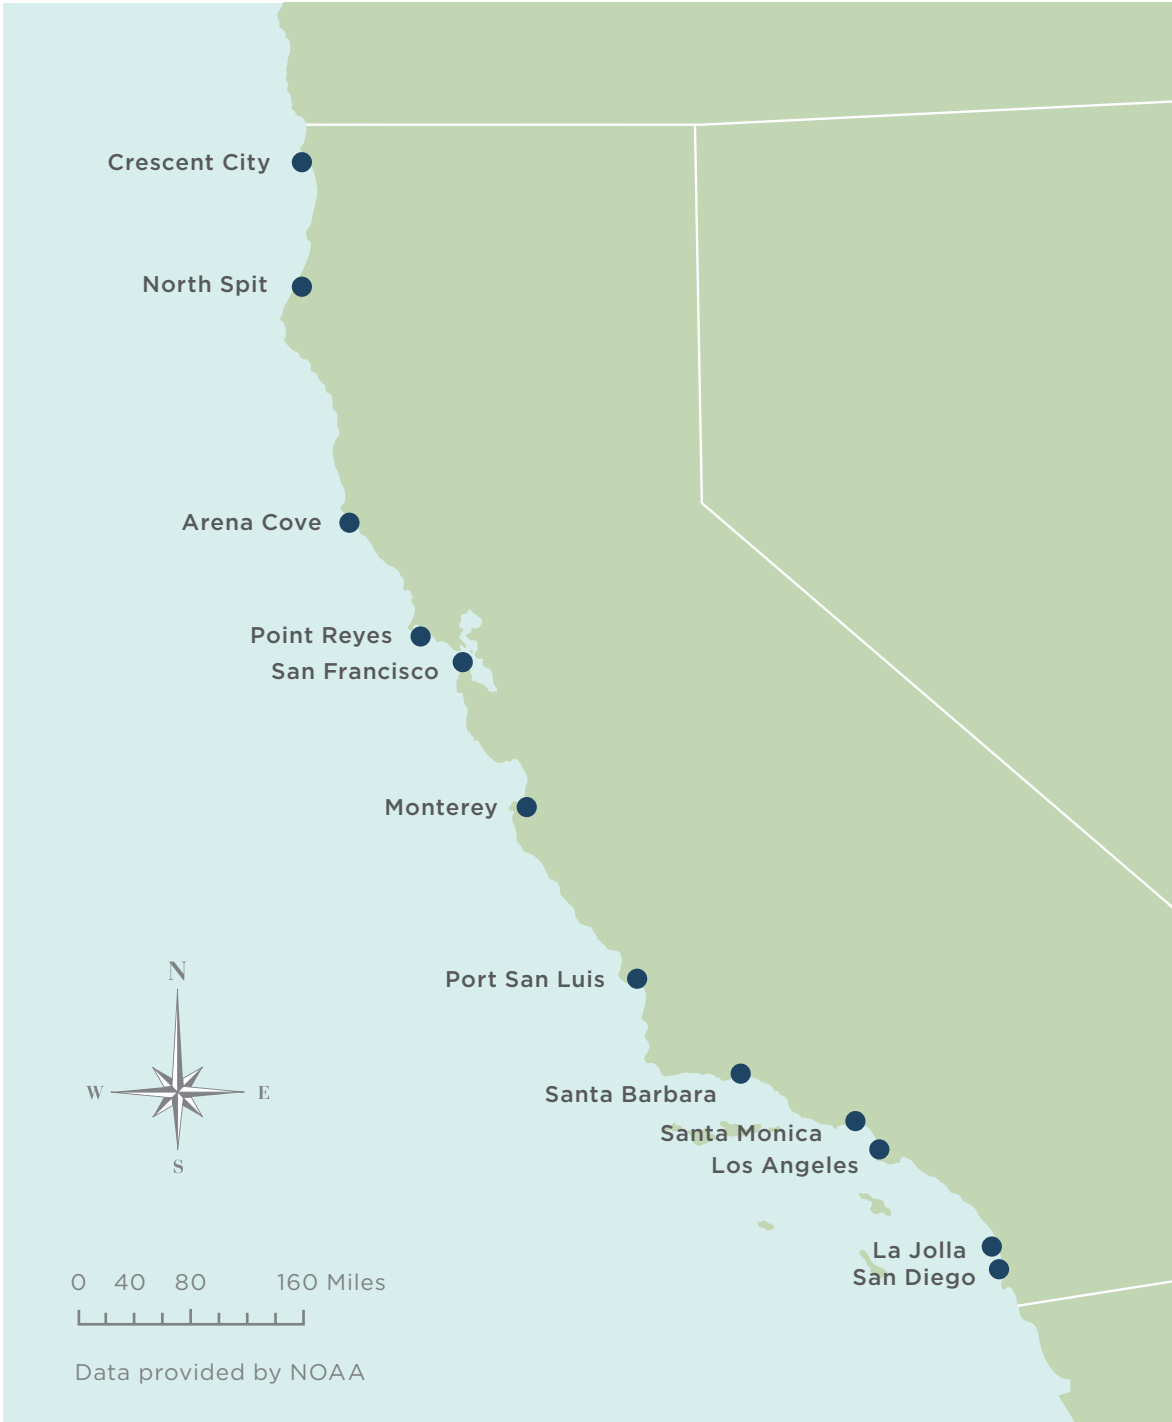 Crescent City
North Spit
Arena Cove
Point Reyes
San Francisco
Monterey
N
Port San Luis
W
E
Santa Barbara
Santa Monica
S
Los Angeles
La Jolla
San Diego
0 40 80 160 Miles
Data provided by NOAA